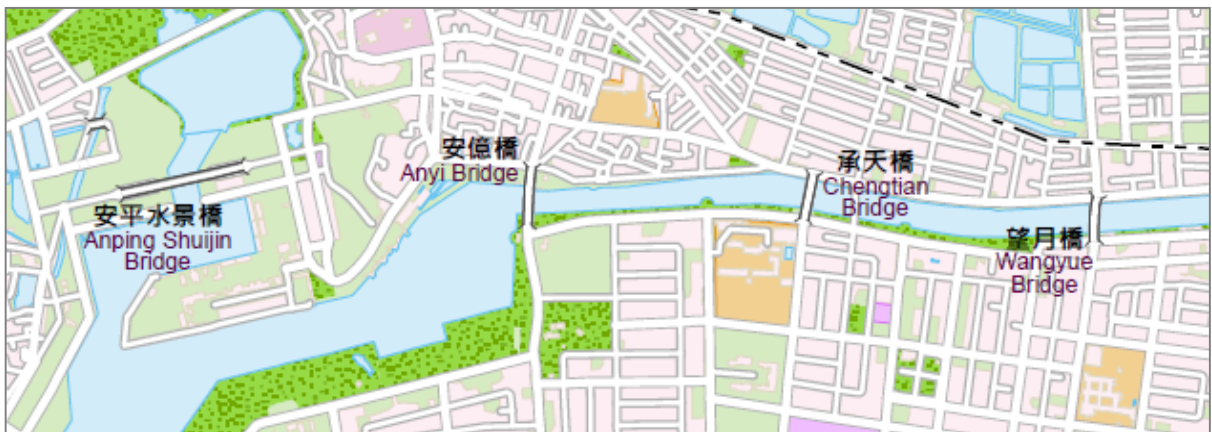 安億橋
Anyi Bridge
承天橋
Chengtian
Bridge
安平水景橋
Anping Shuijin
Bridge
望月橋
Wangyue
Bridge